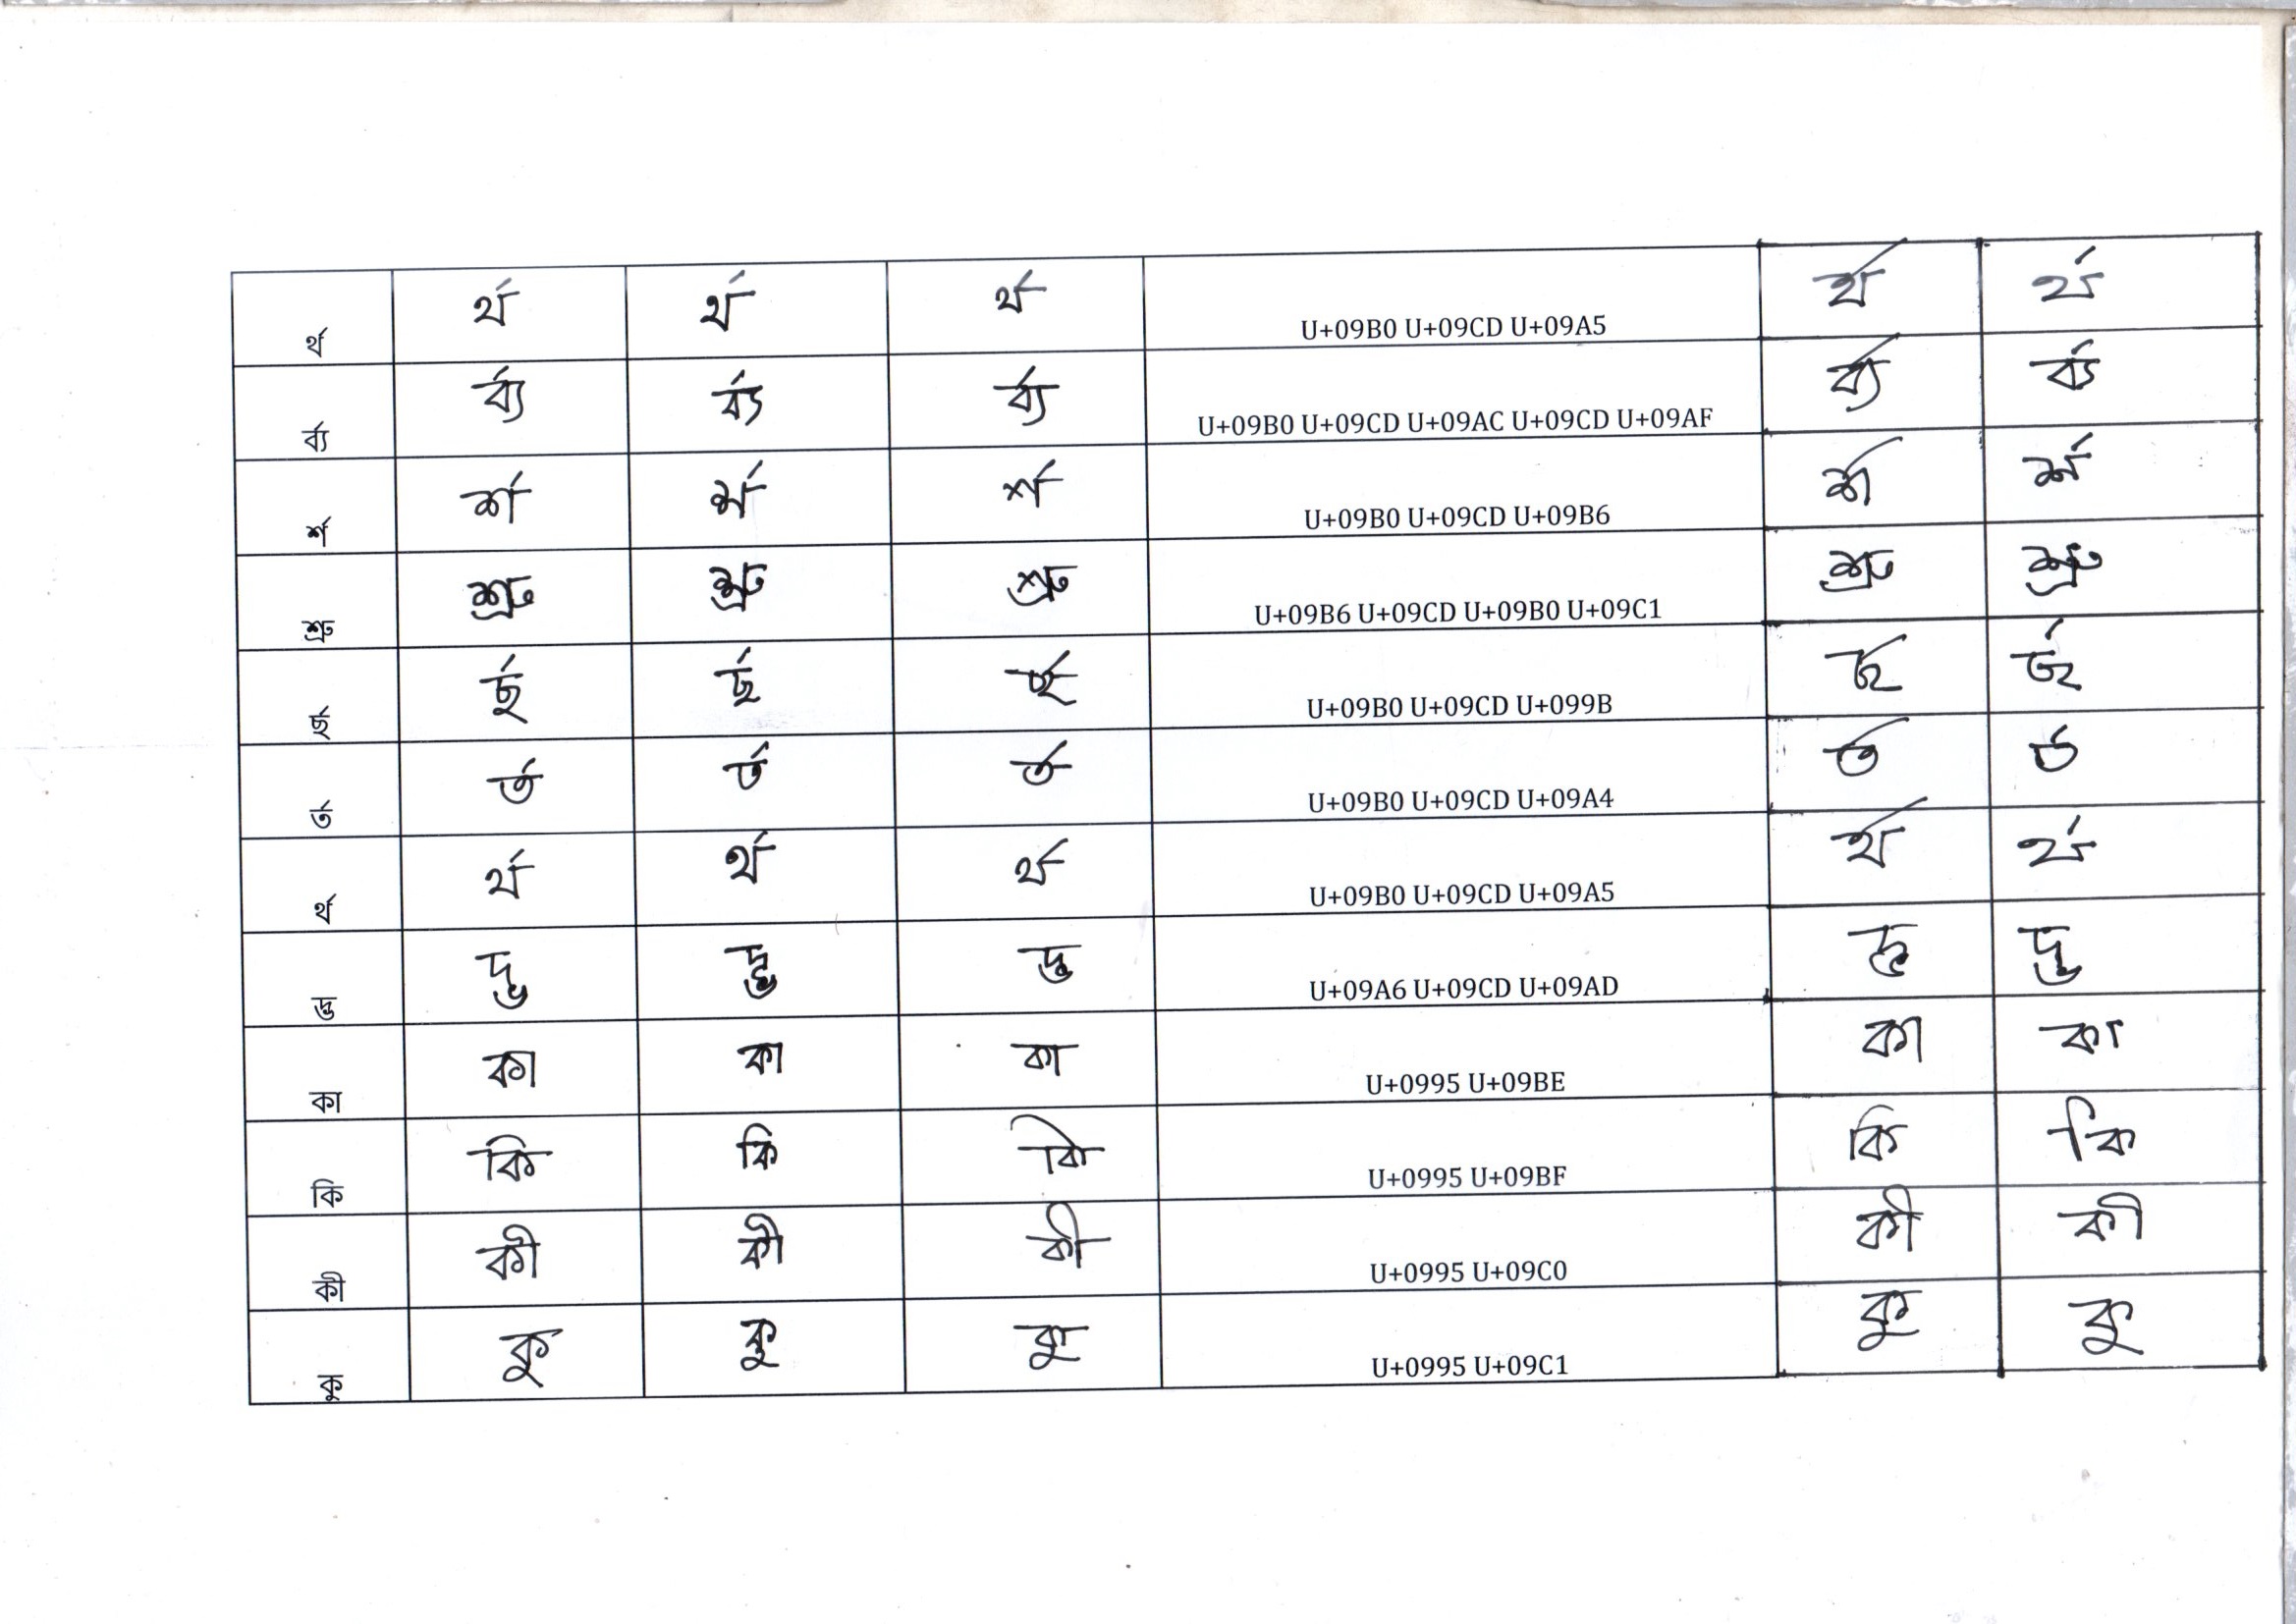 র্থ র্থ র্থ র্থ U+09B0 U+09CD U+09A5 র্থ র্থ
র্ব্য র্ব্য র্ব্য র্ব্য U+09B0 U+09CD U+09AC U+09CD U+09AF র্ব্য র্ব্য
র্শ র্শ র্শ র্শ U+09B0 U+09CD U+09B6 র্শ র্শ
শ্রু শ্রু শ্রু শ্রু U+09B6 U+09CD U+09B0 U+09C1 শ্রু শ্রু
র্ছ র্ছ র্ছ র্ছ U+09B0 U+09CD U+099B র্ছ র্ছ
র্ত র্ত র্ত র্ত U+09B0 U+09CD U+09A4 র্ত র্ত
র্থ র্থ র্থ র্থ U+09B0 U+09CD U+09A5 র্থ র্থ
দ্ভ দ্ভ দ্ভ দ্ভ U+09A6 U+09CD U+09AD দ্ভ দ্ভ
কা কা কা কা U+0995 U+09BE কা কা
কি কি কি কি U+0995 U+09BF কি কি
কী কী কী কী U+0995 U+09C0 কী কী
কু কু কু কু U+0995 U+09C1 কু কু